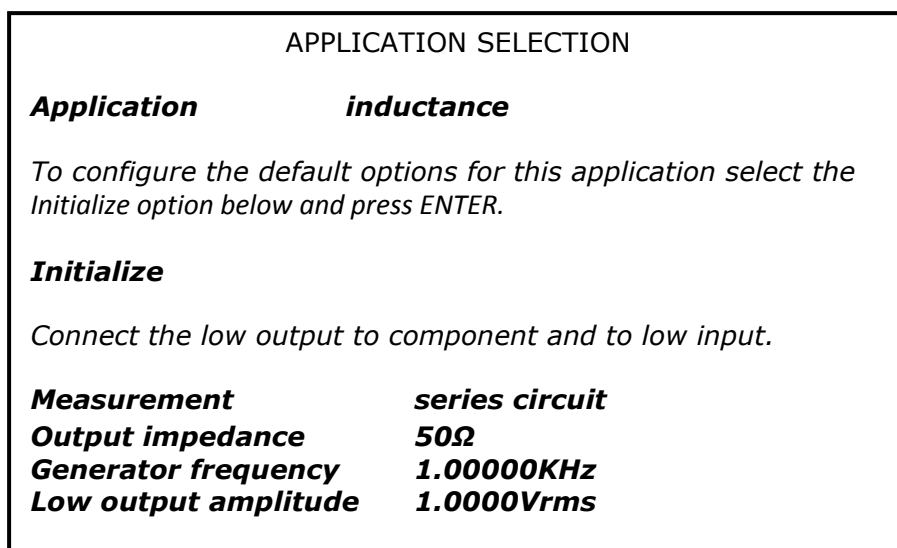 APPLICATION SELECTION
Application inductance
To configure the default options for this application select the
Initialize option below and press ENTER.
Initialize
Connect the low output to component and to low input.
Measurement series circuit
Output impedance 50Ω
Generator frequency 1.00000KHz
Low output amplitude 1.0000Vrms